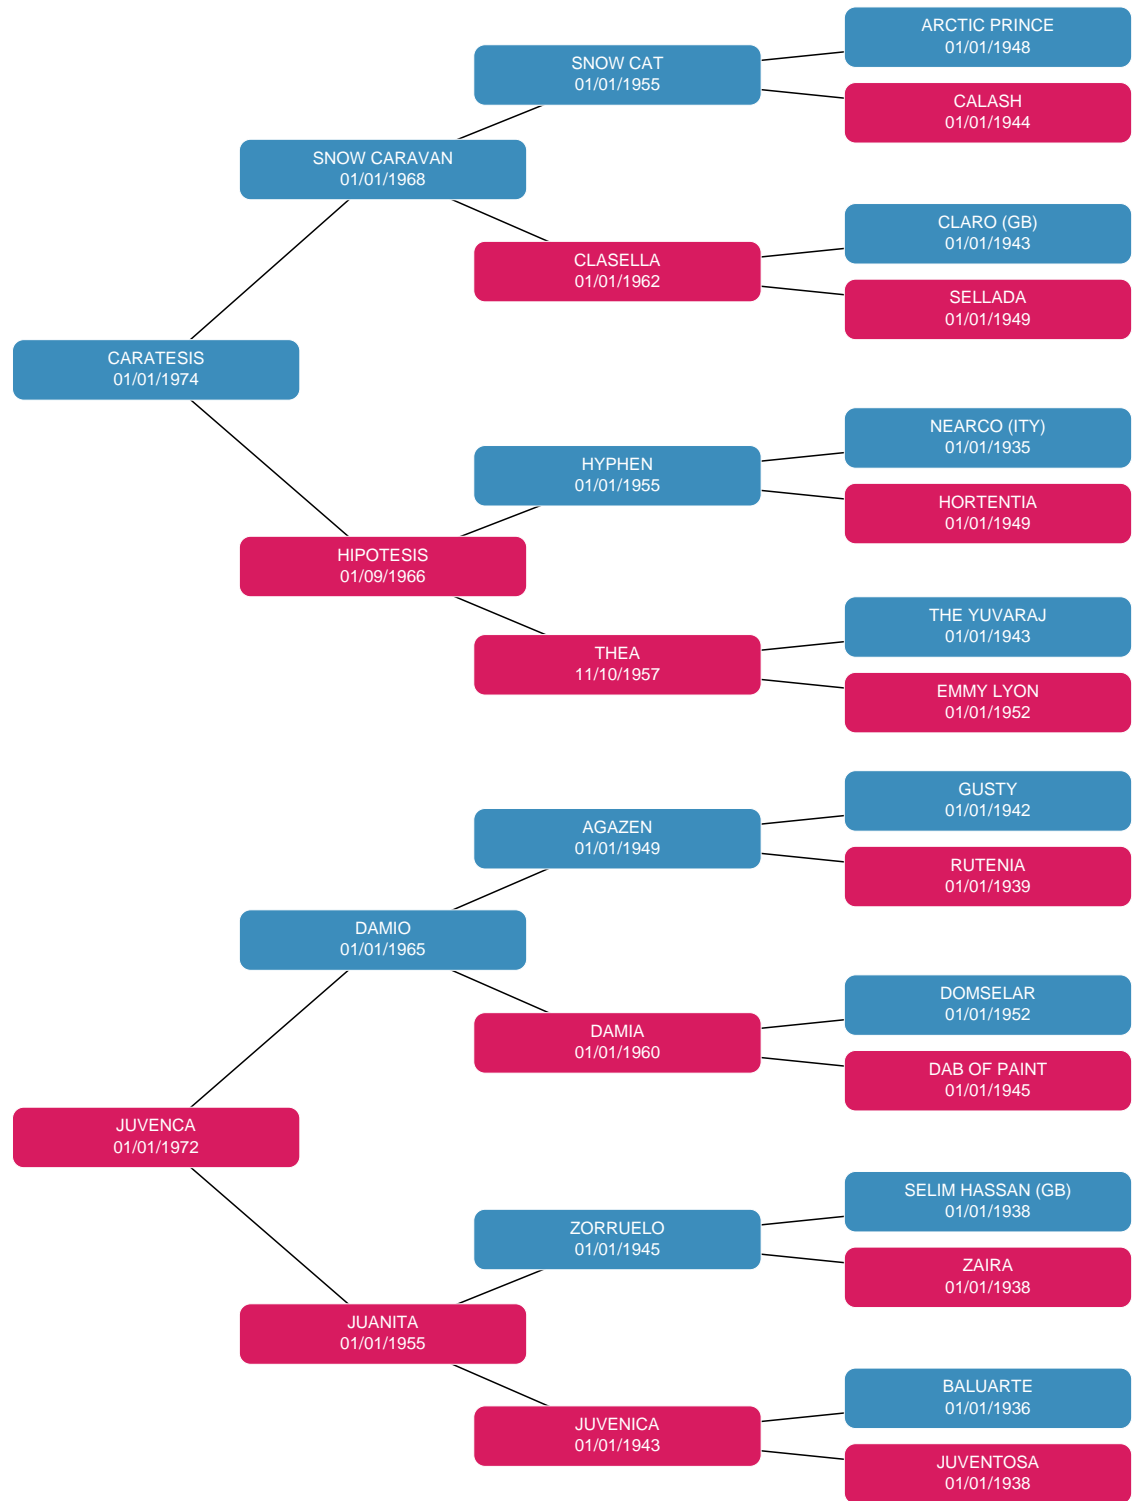 ARCTIC PRINCE
01/01/1948
SNOW CAT
01/01/1955
CALASH
01/01/1944
SNOW CARAVAN
01/01/1968
CLARO (GB)
01/01/1943
CLASELLA
01/01/1962
SELLADA
01/01/1949
CARATESIS
01/01/1974
NEARCO (ITY)
01/01/1935
HYPHEN
01/01/1955
HORTENTIA
01/01/1949
HIPOTESIS
01/09/1966
THE YUVARAJ
01/01/1943
THEA
11/10/1957
EMMY LYON
01/01/1952
GUSTY
01/01/1942
AGAZEN
01/01/1949
RUTENIA
01/01/1939
DAMIO
01/01/1965
DOMSELAR
01/01/1952
DAMIA
01/01/1960
DAB OF PAINT
01/01/1945
JUVENCA
01/01/1972
SELIM HASSAN (GB)
01/01/1938
ZORRUELO
01/01/1945
ZAIRA
01/01/1938
JUANITA
01/01/1955
BALUARTE
01/01/1936
JUVENICA
01/01/1943
JUVENTOSA
01/01/1938